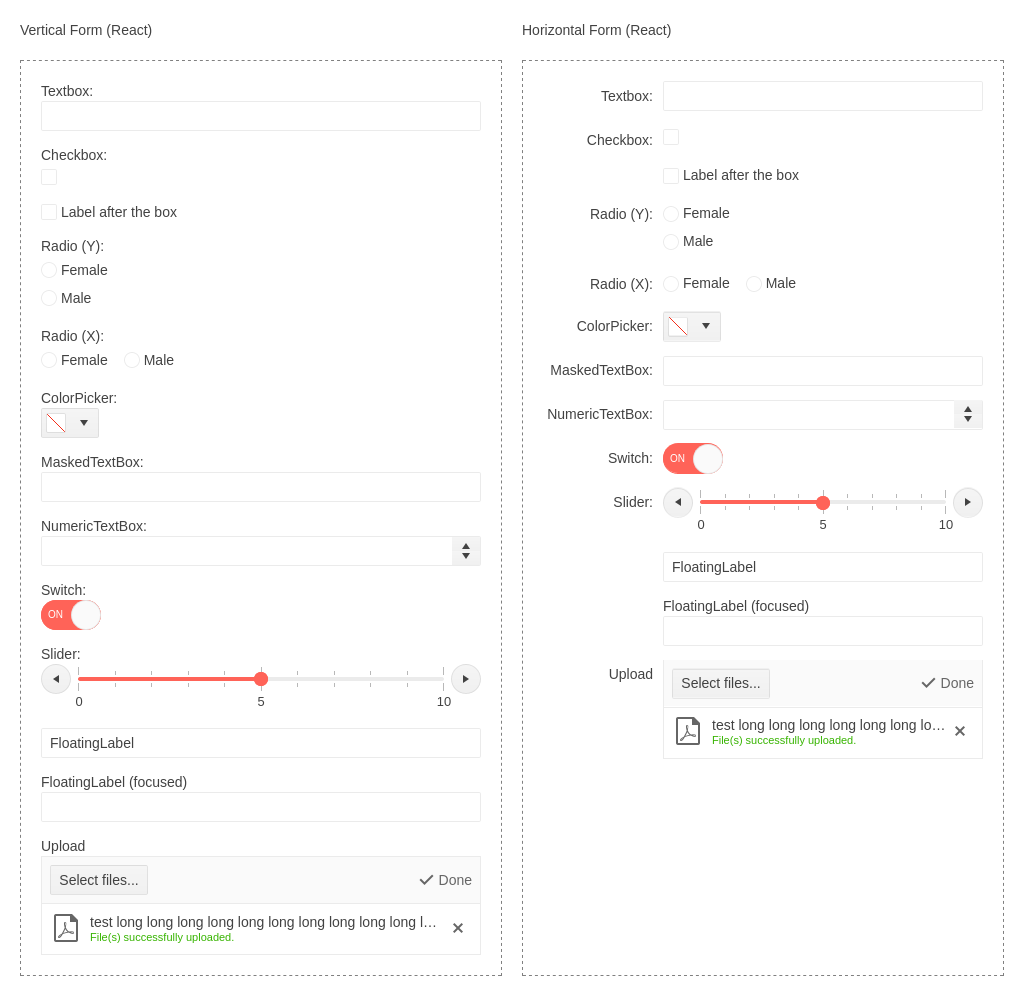 Vertical Form (React)
Textbox:
Checkbox:
Label after the box
Radio (Y):
Female
Male
Radio (X):
Female Male
ColorPicker:
MaskedTextBox:
NumericTextBox:
Switch:
ON
Slider:
0 5 10
FloatingLabel
FloatingLabel (focused)
Upload
Select files... Done
test long long long long long long long long long long l...
File(s) successfully uploaded.
Horizontal Form (React)
Textbox:
Checkbox:
Label after the box
Radio (Y): Female
Male
Radio (X): Female Male
ColorPicker:
MaskedTextBox:
NumericTextBox:
Switch: ON
Slider:
0 5 10
FloatingLabel
FloatingLabel (focused)
Upload Select files... Done
test long long long long long long lo...
File(s) successfully uploaded.